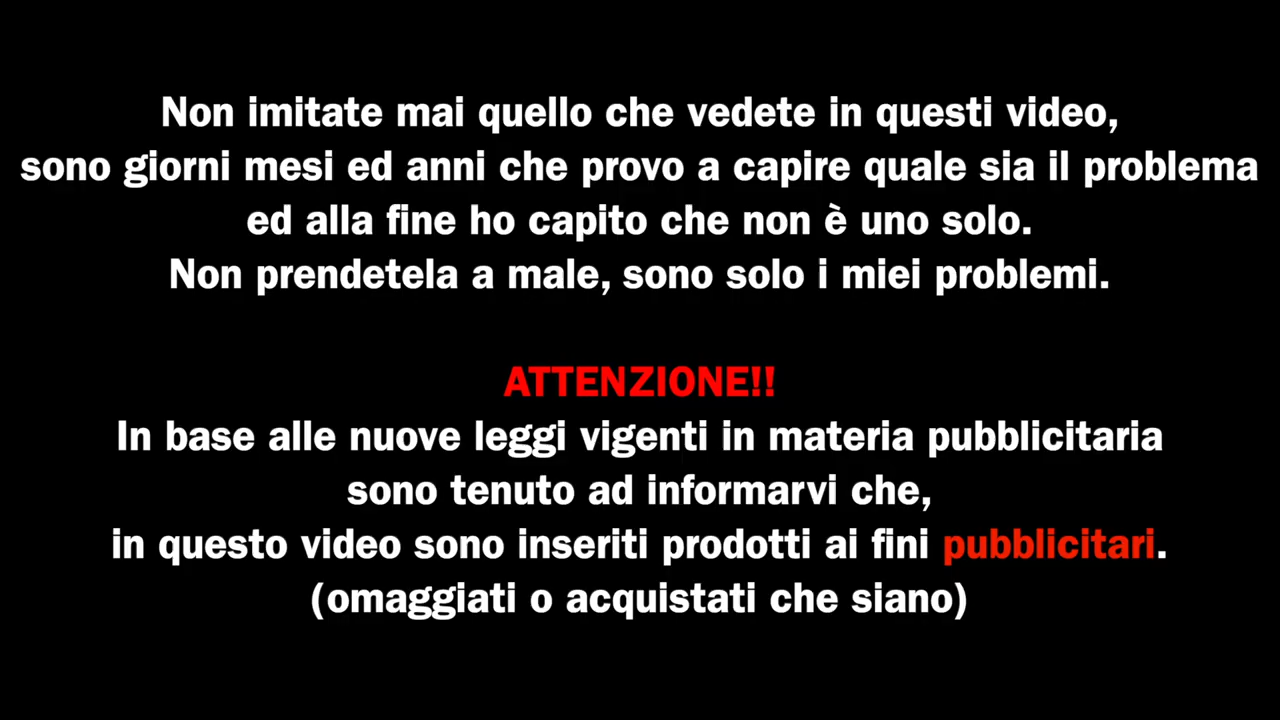 Non imitate mai quello che vedete in questi video,
sono giorni mesi ed anni che provo a capire quale sia il problema
ed alla fine ho capito che non è uno solo.
Non prendetela a male, sono solo i miei problemi.
ATTENZIONE!!
In base alle nuove leggi vigenti in materia pubblicitaria
sono tenuto ad informarvi che,
in questo video sono inseriti prodotti ai fini pubblicitari.
(omaggiati o acquistati che siano)